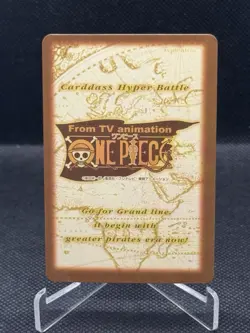 Carddass Hyper Battle
From TV animation
ワンピース
ONE PIECE
Go for Grand line.
it begin with
greater pirates era now!